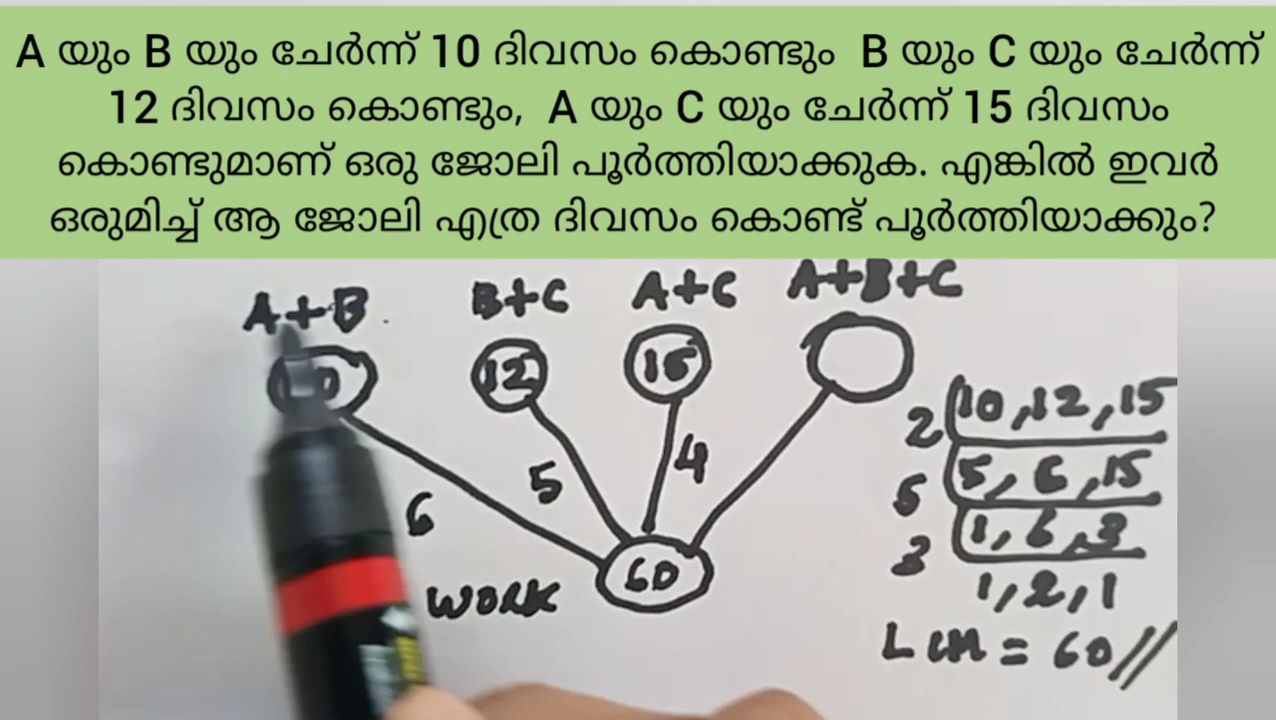 A യും B യും ചേർന്ന് 10 ദിവസം കൊണ്ടും B യും C യും ചേർന്ന്
12 ദിവസം കൊണ്ടും, A യും C യും ചേർന്ന് 15 ദിവസം
കൊണ്ടുമാണ് ഒരു ജോലി പൂർത്തിയാക്കുക. എങ്കിൽ ഇവർ
ഒരുമിച്ച് ആ ജോലി എത്ര ദിവസം കൊണ്ട് പൂർത്തിയാക്കും?
A+B B+C A+C A+B+C
12 15
2 10, 12, 15
5 5, 6, 15
3 1, 6, 3
1, 2, 1
6 5 4
WORK 60
LCM = 60 //